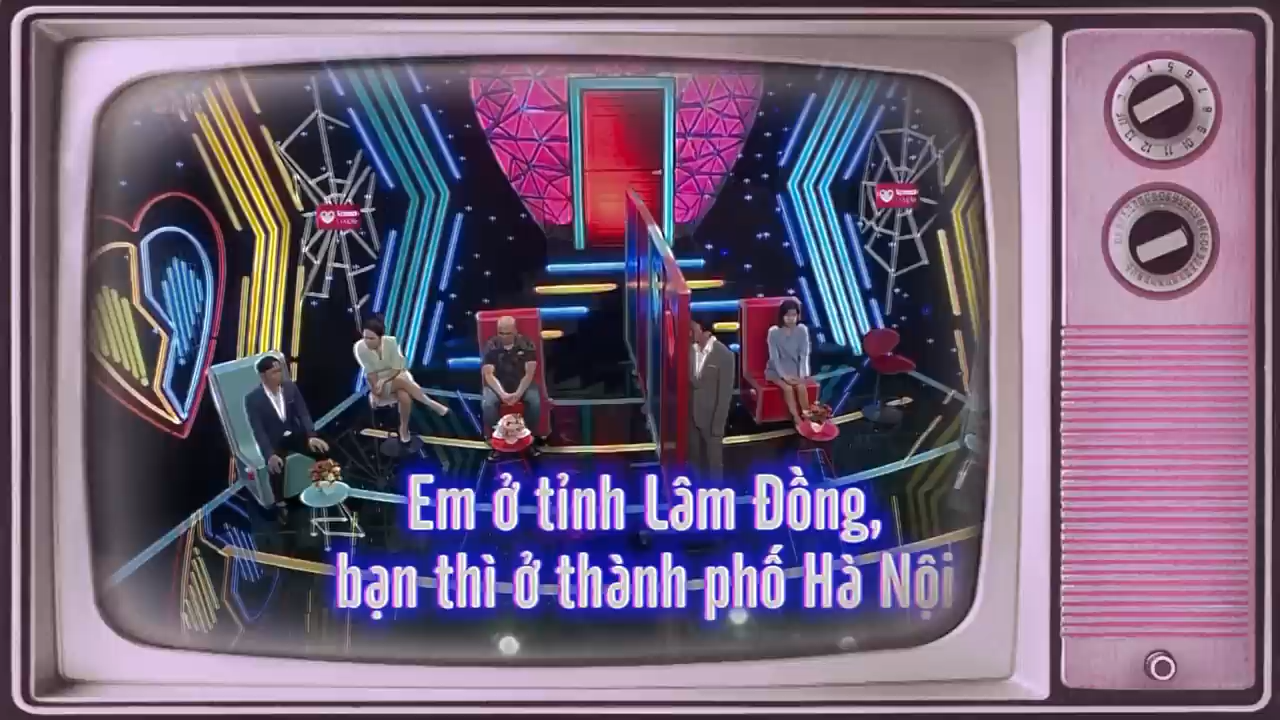 Em ở tỉnh Lâm Đồng,
bạn thì ở thành phố Hà Nội